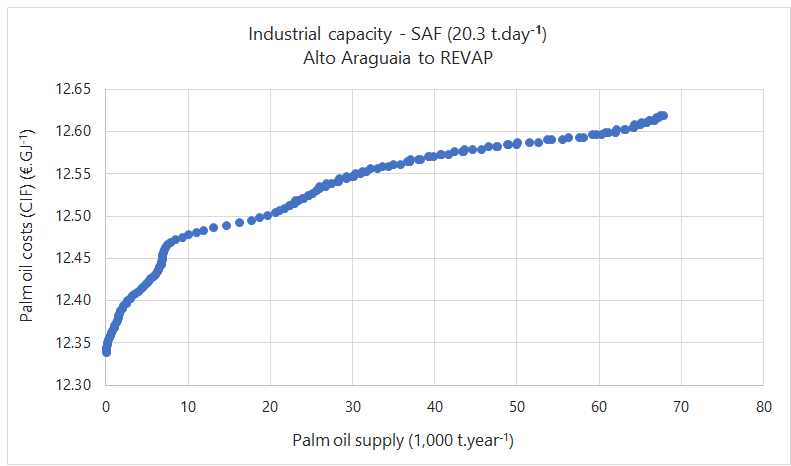 Industrial capacity - SAF (20.3 t.day⁻¹)
Alto Araguaia to REVAP
Palm oil costs (CIF) (€.GJ⁻¹)
12.65
12.60
12.55
12.50
12.45
12.40
12.35
12.30
0 10 20 30 40 50 60 70 80
Palm oil supply (1,000 t.year⁻¹)